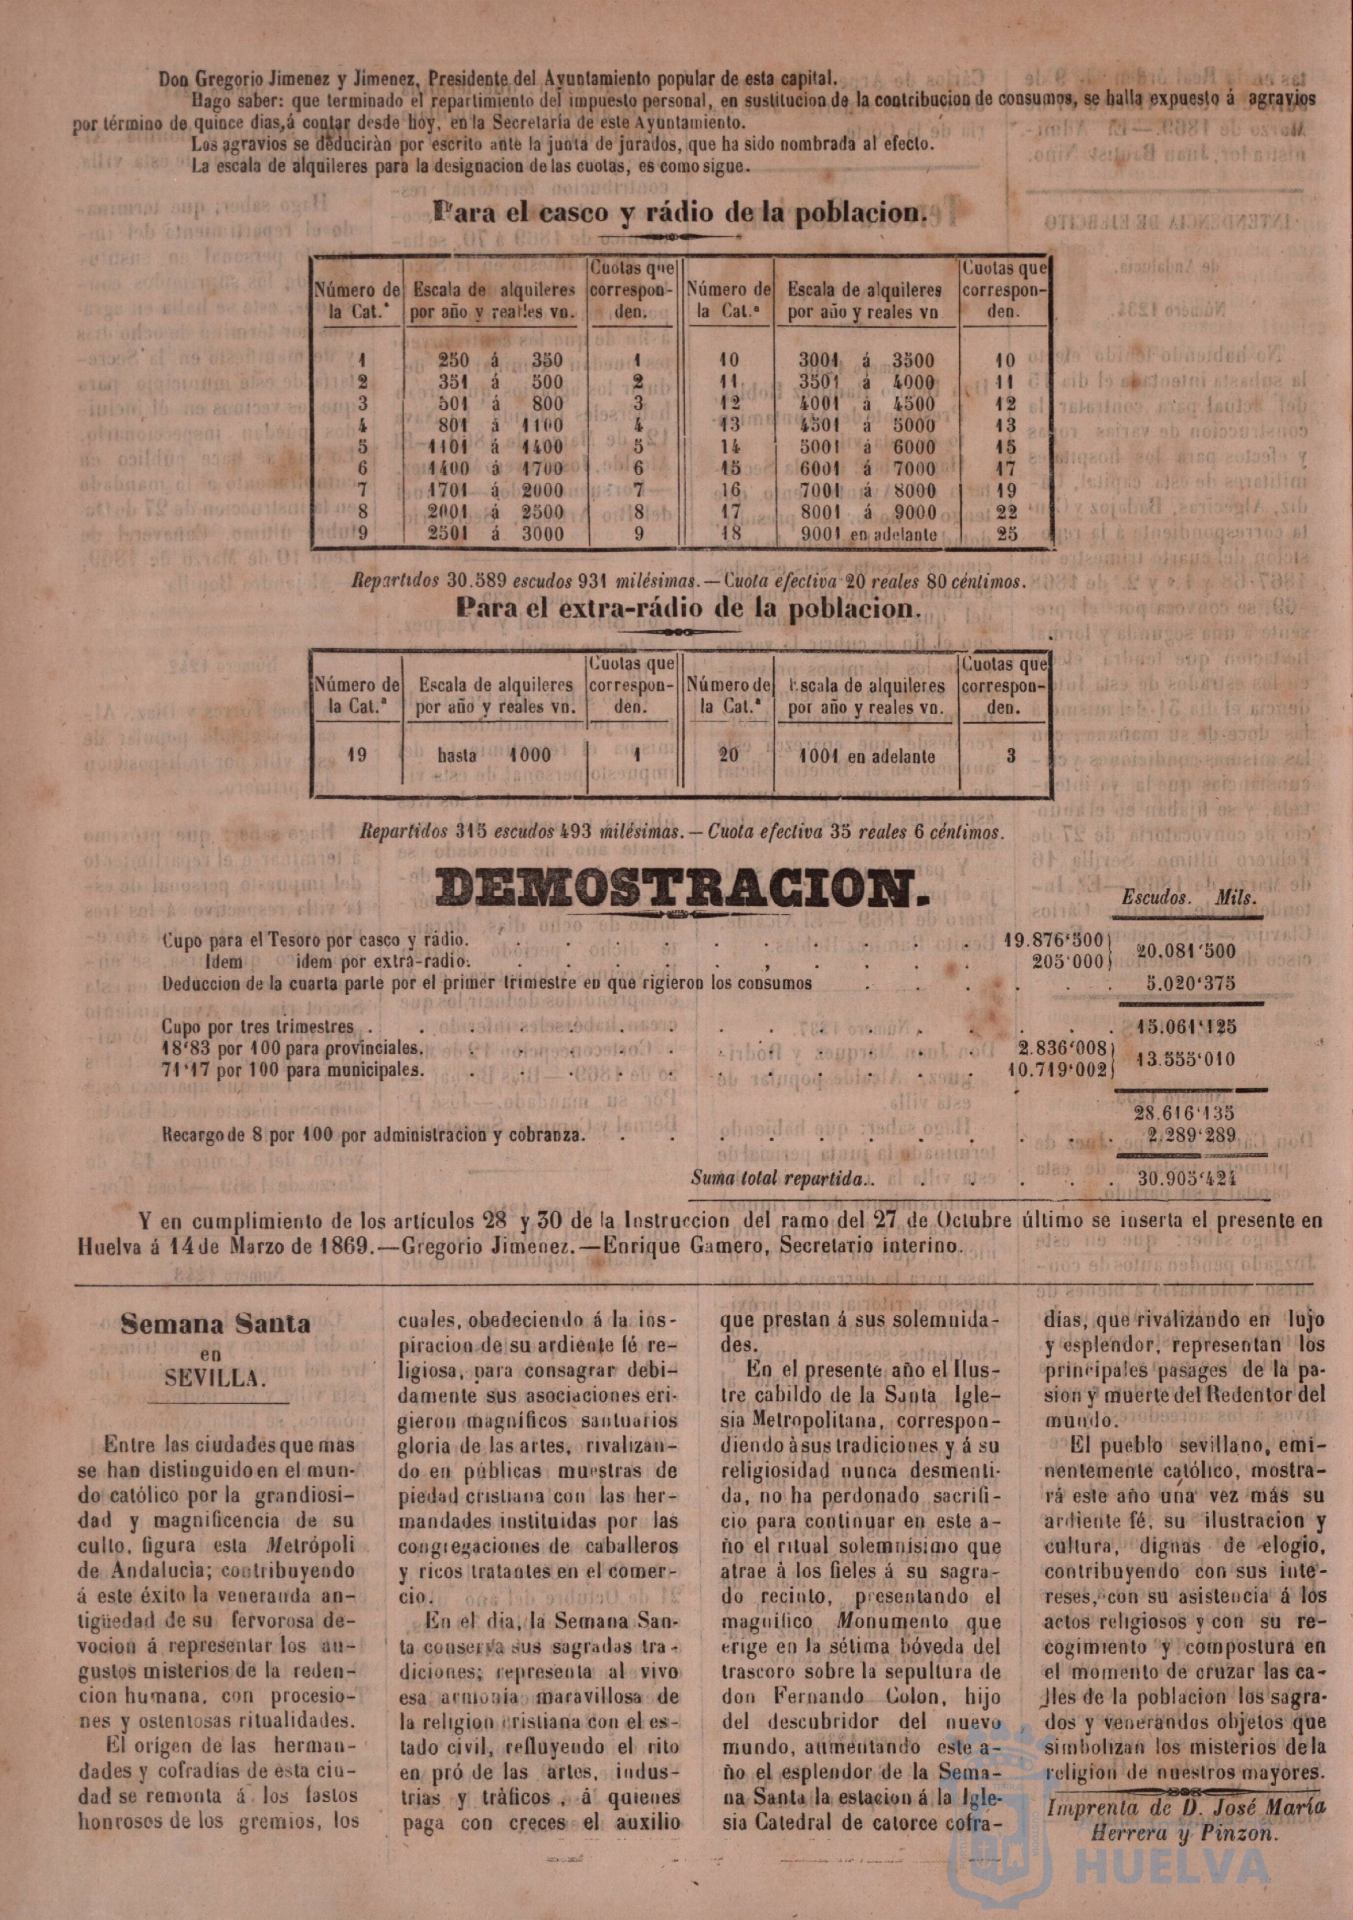 Don Gregorio Jimenez y Jimenez, Presidente del Ayuntamiento popular de esta capital.
Hago saber: que terminado el repartimiento del impuesto personal, en sustitucion de la contribucion de consumos, se halla expuesto á agravios
por término de quince dias, á contar desde hoy, en la Secretaría de este Ayuntamiento.
Los agravios se deducirán por escrito ante la junta de jurados, que ha sido nombrada al efecto.
La escala de alquileres para la designacion de las cuotas, es como sigue.
Para el casco y rádio de la poblacion.
Número de la Cat.ª | Escala de alquileres por año y reales vn. | Cuotas que corresponden. | Número de la Cat.ª | Escala de alquileres por año y reales vn | Cuotas que corresponden.
1 250 á 350 1 10 3001 á 3500 10
2 351 á 500 2 11 3501 á 4000 11
3 501 á 800 3 12 4001 á 4500 12
4 801 á 1100 4 13 4501 á 5000 13
5 1101 á 1400 5 14 5001 á 6000 15
6 1400 á 1700 6 15 6001 á 7000 17
7 1701 á 2000 7 16 7001 á 8000 19
8 2001 á 2500 8 17 8001 á 9000 22
9 2501 á 3000 9 18 9001 en adelante 25
Repartidos 30.589 escudos 931 milésimas.—Cuota efectiva 20 reales 80 céntimos.
Para el extra-rádio de la poblacion.
Número de la Cat.ª | Escala de alquileres por año y reales vn. | Cuotas que corresponden. | Número de la Cat.ª | Escala de alquileres por año y reales vn. | Cuotas que corresponden.
19 hasta 1000 1 20 1001 en adelante 3
Repartidos 315 escudos 493 milésimas.—Cuota efectiva 35 reales 6 céntimos.
DEMOSTRACION.
Escudos. Mils.
Cupo para el Tesoro por casco y rádio. 19.876'500
Idem idem por extra-radio. 205'000 } 20.081'500
Deduccion de la cuarta parte por el primer trimestre en que rigieron los consumos 5.020'375
Cupo por tres trimestres . 15.061'125
18'83 por 100 para provinciales. 2.836'008
71'17 por 100 para municipales. 10.719'002 } 13.555'010
28.616'135
Recargo de 8 por 100 por administracion y cobranza. 2.289'289
Suma total repartida. 30.905'424
Y en cumplimiento de los artículos 28 y 30 de la Instruccion del ramo del 27 de Octubre último se inserta el presente en
Huelva á 14 de Marzo de 1869.—Gregorio Jimenez.—Enrique Gamero, Secretario interino.
Semana Santa
en
SEVILLA.
Entre las ciudades que mas
se han distinguido en el mun-
do católico por la grandiosi-
dad y magnificencia de su
culto, figura esta Metrópoli
de Andalucia; contribuyendo
á este éxito la veneranda an-
tigüedad de su fervorosa de-
vocion á representar los au-
gustos misterios de la reden-
cion humana, con procesio-
nes y ostentosas ritualidades.
El origen de las herman-
dades y cofradias de esta ciu-
dad se remonta á los fastos
honrosos de los gremios, los
cuales, obedeciendo á la ins-
piracion de su ardiente fé re-
ligiosa, para consagrar debi-
damente sus asociaciones eri-
gieron magníficos santuarios
gloria de las artes, rivalizan-
do en públicas muestras de
piedad cristiana con las her-
mandades instituidas por las
congregaciones de caballeros
y ricos tratantes en el comer-
cio.
En el dia, la Semana San-
ta conserva sus sagradas tra-
diciones; representa al vivo
esa armonia maravillosa de
la religion cristiana con el es-
tado civil, refluyendo el rito
en pró de las artes, indus-
trias y tráficos, á quienes
paga con creces el auxilio
que prestan á sus solemnida-
des.
En el presente año el Ilus-
tre cabildo de la Santa Igle-
sia Metropolitana, correspon-
diendo à sus tradiciones y á su
religiosidad nunca desmenti-
da, no ha perdonado sacrifi-
cio para continuar en este a-
ño el ritual solemnisimo que
atrae à los fieles á su sagra-
do recinto, presentando el
magnífico Monumento que
erige en la sétima bóveda del
trascoro sobre la sepultura de
don Fernando Colon, hijo
del descubridor del nuevo
mundo, aumentando este a-
ño el esplendor de la Sema-
na Santa la estacion á la Igle-
sia Catedral de catorce cofra-
dias, que rivalizando en lujo
y esplendor, representan los
principales pasages de la pa-
sion y muerte del Redentor del
mundo.
El pueblo sevillano, emi-
nentemente católico, mostra-
rá este año una vez más su
ardiente fé, su ilustracion y
cultura, dignas de elogio,
contribuyendo con sus inte-
reses, con su asistencia á los
actos religiosos y con su re-
cogimiento y compostura en
el momento de cruzar las ca-
lles de la poblacion los sagra-
dos y venerandos objetos que
simbolizan los misterios de la
religion de nuestros mayores.
Imprenta de D. José María
Herrera y Pinzon.
HUELVA